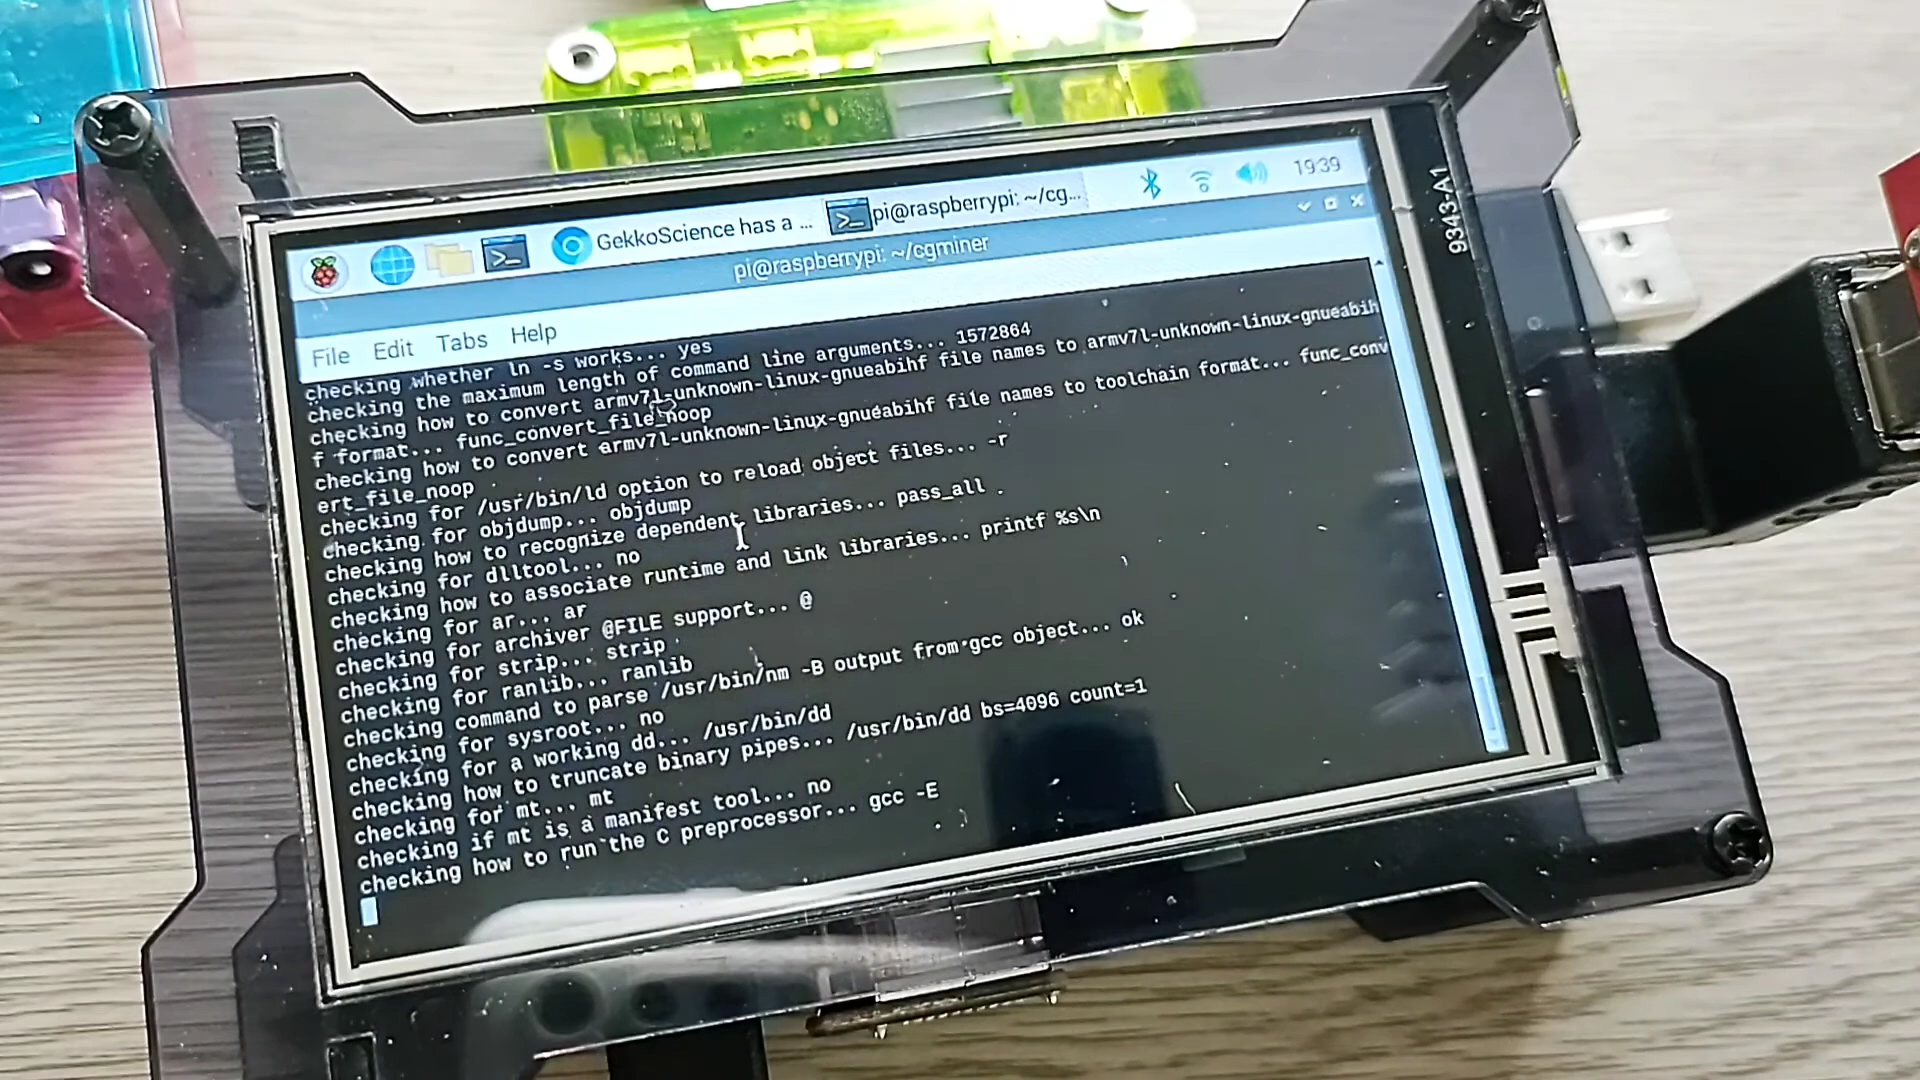 GekkoScience has a ...
pi@raspberrypi: ~/cg...
19:39
pi@raspberrypi: ~/cgminer
File Edit Tabs Help
checking whether ln -s works... yes
checking the maximum length of command line arguments... 1572864
checking how to convert armv7l-unknown-linux-gnueabihf file names to armv7l-unknown-linux-gnueabih
f format... func_convert_file_noop
checking how to convert armv7l-unknown-linux-gnueabihf file names to toolchain format... func_conv
ert_file_noop
checking for /usr/bin/ld option to reload object files... -r
checking for objdump... objdump
checking how to recognize dependent libraries... pass_all
checking for dlltool... no
checking how to associate runtime and link libraries... printf %s\n
checking for ar... ar
checking for archiver @FILE support... @
checking for strip... strip
checking for ranlib... ranlib
checking command to parse /usr/bin/nm -B output from gcc object... ok
checking for sysroot... no
checking for a working dd... /usr/bin/dd
checking how to truncate binary pipes... /usr/bin/dd bs=4096 count=1
checking for mt... mt
checking if mt is a manifest tool... no
checking how to run the C preprocessor... gcc -E
9343-A1